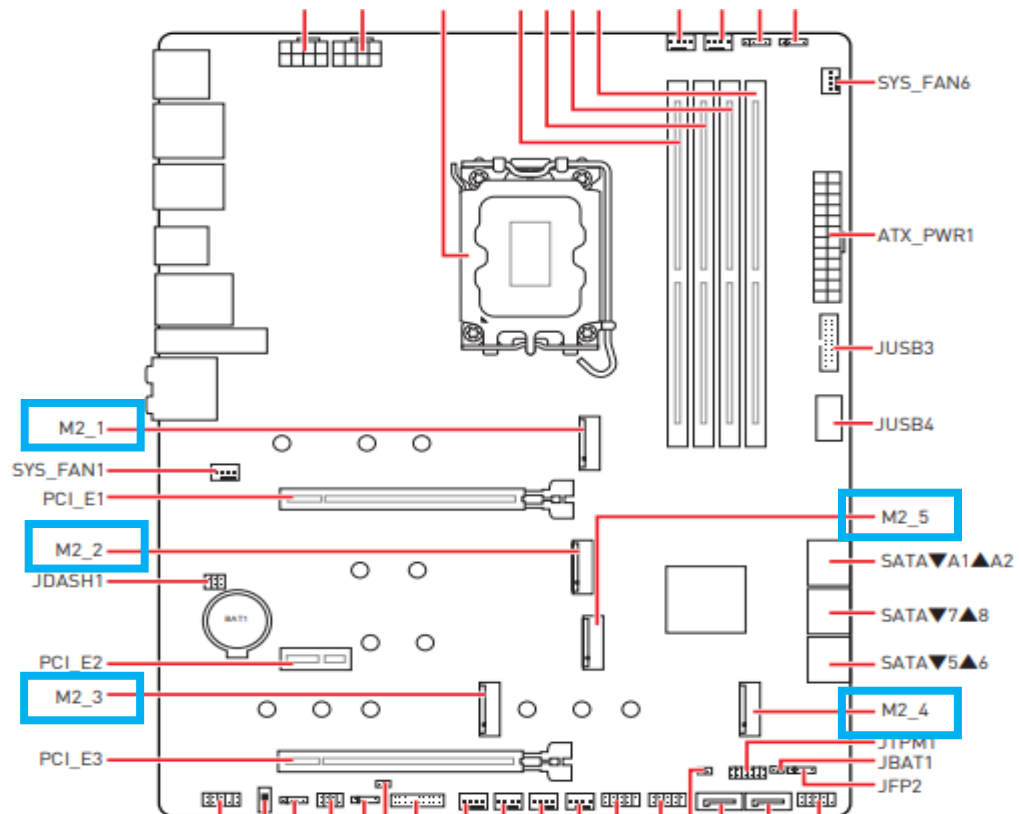 SYS_FAN6
ATX_PWR1
JUSB3
JUSB4
M2_1
SYS_FAN1
PCI_E1
M2_5
M2_2
SATA▼A1▲A2
JDASH1
BAT1
SATA▼7▲8
PCI_E2
SATA▼5▲6
M2_3
M2_4
JTPM1
PCI_E3
JBAT1
JFP2